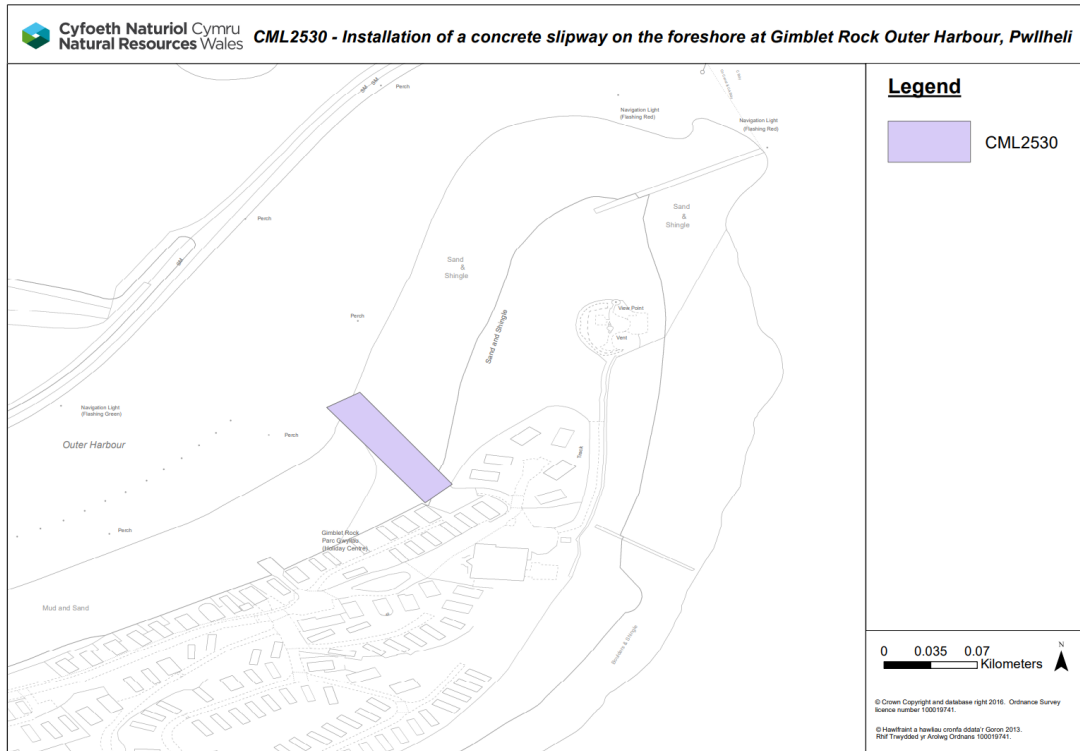 Cyfoeth Naturiol Cymru
Natural Resources Wales
CML2530 - Installation of a concrete slipway on the foreshore at Gimblet Rock Outer Harbour, Pwllheli
Legend
CML2530
Perch
Navigation Light
(Flashing Red)
Navigation Light
(Flashing Red)
Sand
&
Shingle
Perch
Sand
&
Shingle
Sand and Shingle
View Point
Vent
Perch
Navigation Light
(Flashing Green)
Outer Harbour
Perch
Track
Perch
Gimblet Rock
Parc Gwyliau
(Holiday Centre)
Mud and Sand
Boulders & Shingle
0 0.035 0.07
Kilometers
N
© Crown Copyright and database right 2016. Ordnance Survey
licence number 100019741.
© Hawlfraint a hawliau cronfa ddata'r Goron 2013.
Rhif Trwydded yr Arolwg Ordnans 100019741.